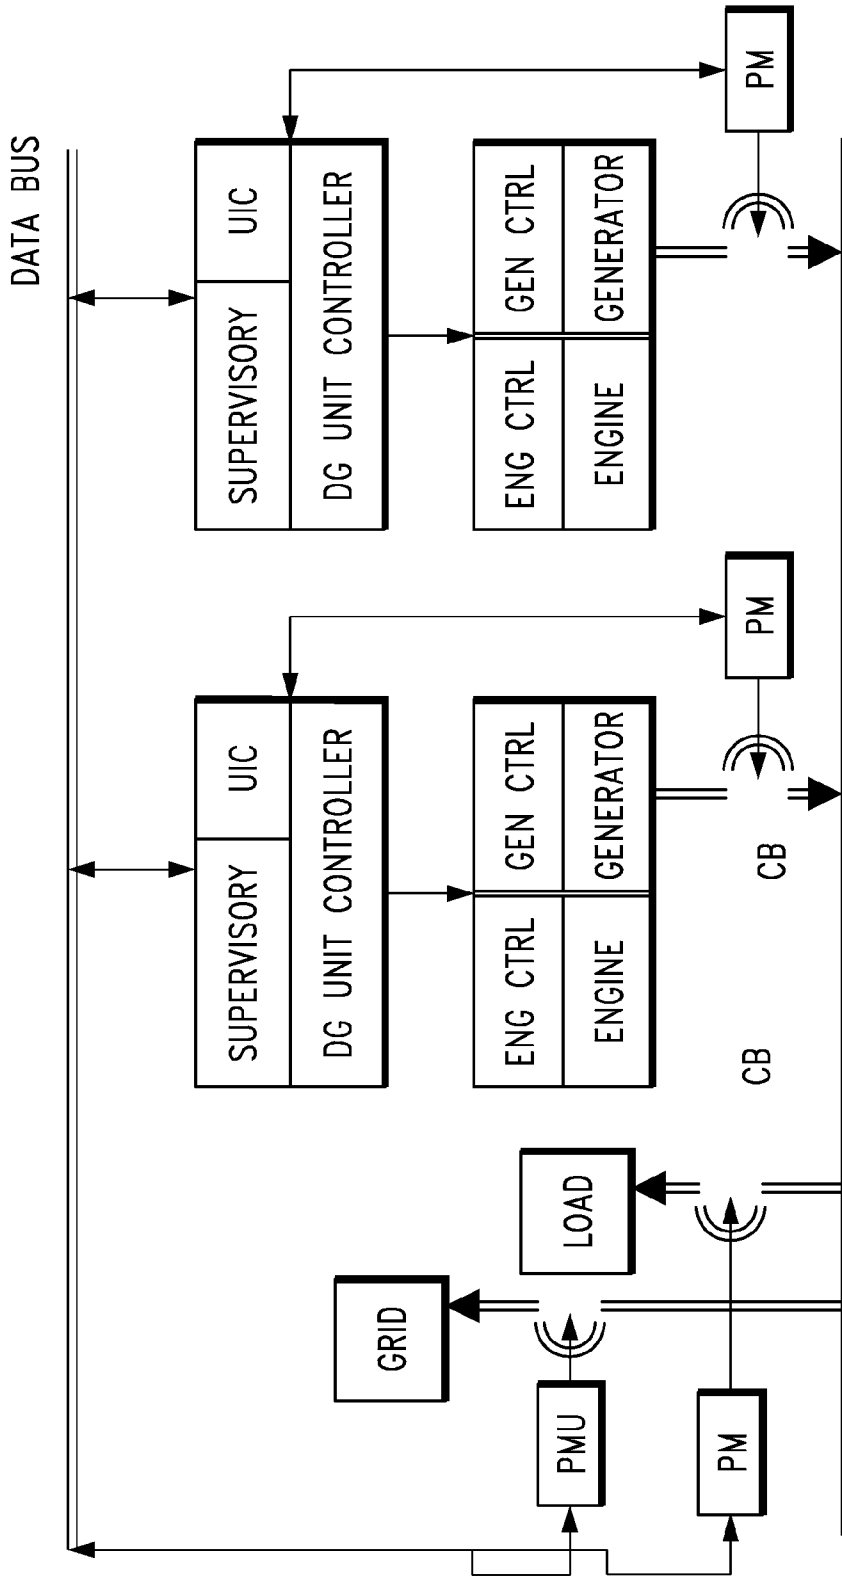 DATA BUS
SUPERVISORY
UIC
DG UNIT CONTROLLER
SUPERVISORY
UIC
DG UNIT CONTROLLER
GRID
ENG CTRL
GEN CTRL
ENGINE
GENERATOR
ENG CTRL
GEN CTRL
ENGINE
GENERATOR
PMU
LOAD
PM
CB
CB
PM
PM